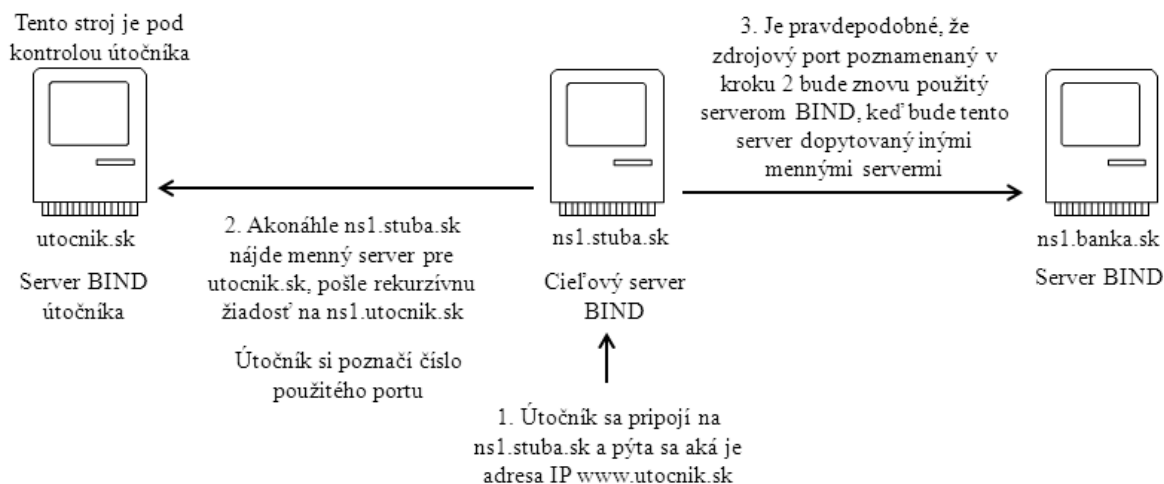 Tento stroj je pod
kontrolou útočníka
utocnik.sk
Server BIND
útočníka
2. Akonáhle ns1.stuba.sk
nájde menný server pre
utocnik.sk, pošle rekurzívnu
žiadosť na ns1.utocnik.sk
Útočník si poznačí číslo
použitého portu
ns1.stuba.sk
Cieľový server
BIND
1. Útočník sa pripojí na
ns1.stuba.sk a pýta sa aká je
adresa IP www.utocnik.sk
3. Je pravdepodobné, že
zdrojový port poznamenaný v
kroku 2 bude znovu použitý
serverom BIND, keď bude tento
server dopytovaný inými
mennými servermi
ns1.banka.sk
Server BIND